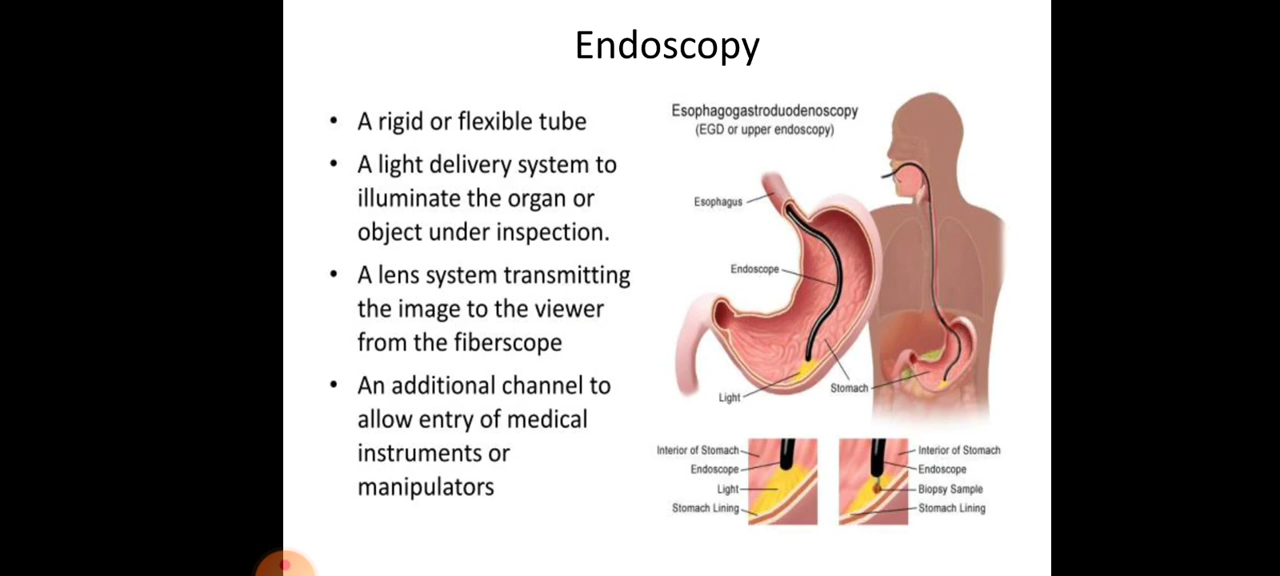 Endoscopy
• A rigid or flexible tube
• A light delivery system to
illuminate the organ or
object under inspection.
• A lens system transmitting
the image to the viewer
from the fiberscope
• An additional channel to
allow entry of medical
instruments or
manipulators
Esophagogastroduodenoscopy
(EGD or upper endoscopy)
Esophagus
Endoscope
Light
Stomach
Interior of Stomach
Endoscope
Light
Stomach Lining
Interior of Stomach
Endoscope
Biopsy Sample
Stomach Lining